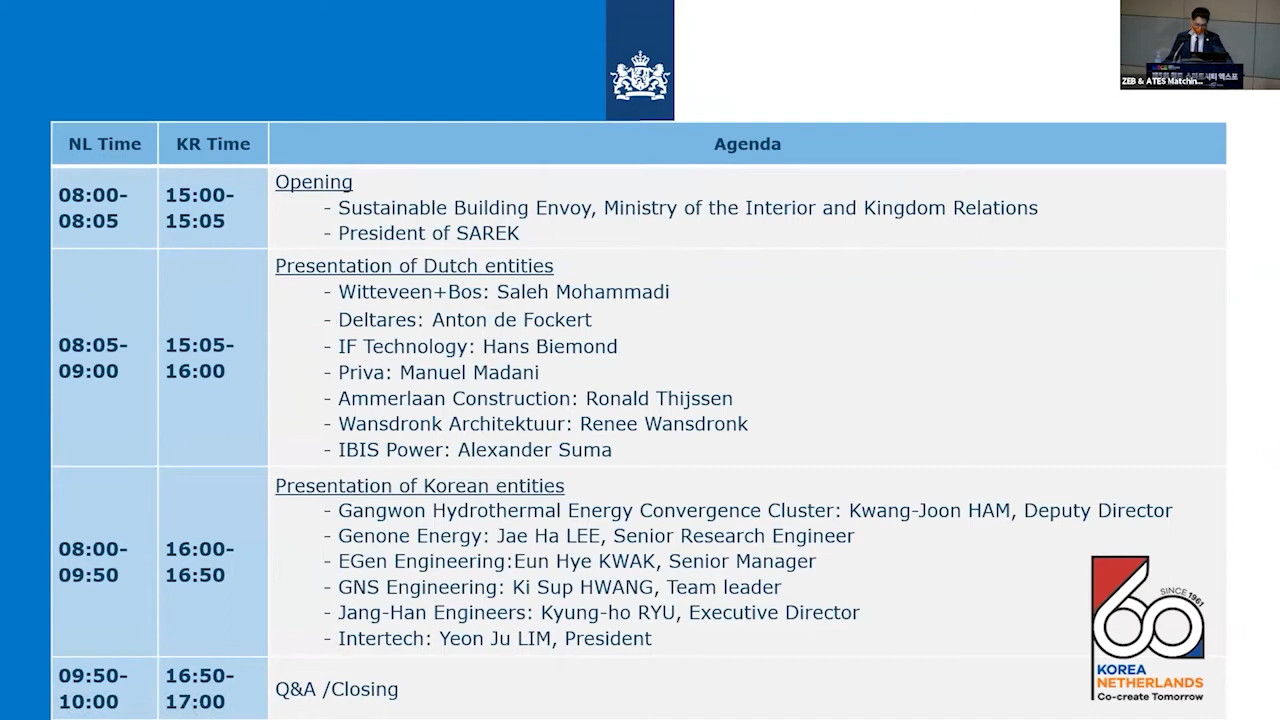 ZEB & ATES Matchin...
NL Time
KR Time
Agenda
08:00-
08:05
15:00-
15:05
Opening
- Sustainable Building Envoy, Ministry of the Interior and Kingdom Relations
- President of SAREK
08:05-
09:00
15:05-
16:00
Presentation of Dutch entities
- Witteveen+Bos: Saleh Mohammadi
- Deltares: Anton de Fockert
- IF Technology: Hans Biemond
- Priva: Manuel Madani
- Ammerlaan Construction: Ronald Thijssen
- Wansdronk Architektuur: Renee Wansdronk
- IBIS Power: Alexander Suma
08:00-
09:50
16:00-
16:50
Presentation of Korean entities
- Gangwon Hydrothermal Energy Convergence Cluster: Kwang-Joon HAM, Deputy Director
- Genone Energy: Jae Ha LEE, Senior Research Engineer
- EGen Engineering:Eun Hye KWAK, Senior Manager
- GNS Engineering: Ki Sup HWANG, Team leader
- Jang-Han Engineers: Kyung-ho RYU, Executive Director
- Intertech: Yeon Ju LIM, President
09:50-
10:00
16:50-
17:00
Q&A /Closing
60
SINCE 1961
KOREA
NETHERLANDS
Co-create Tomorrow